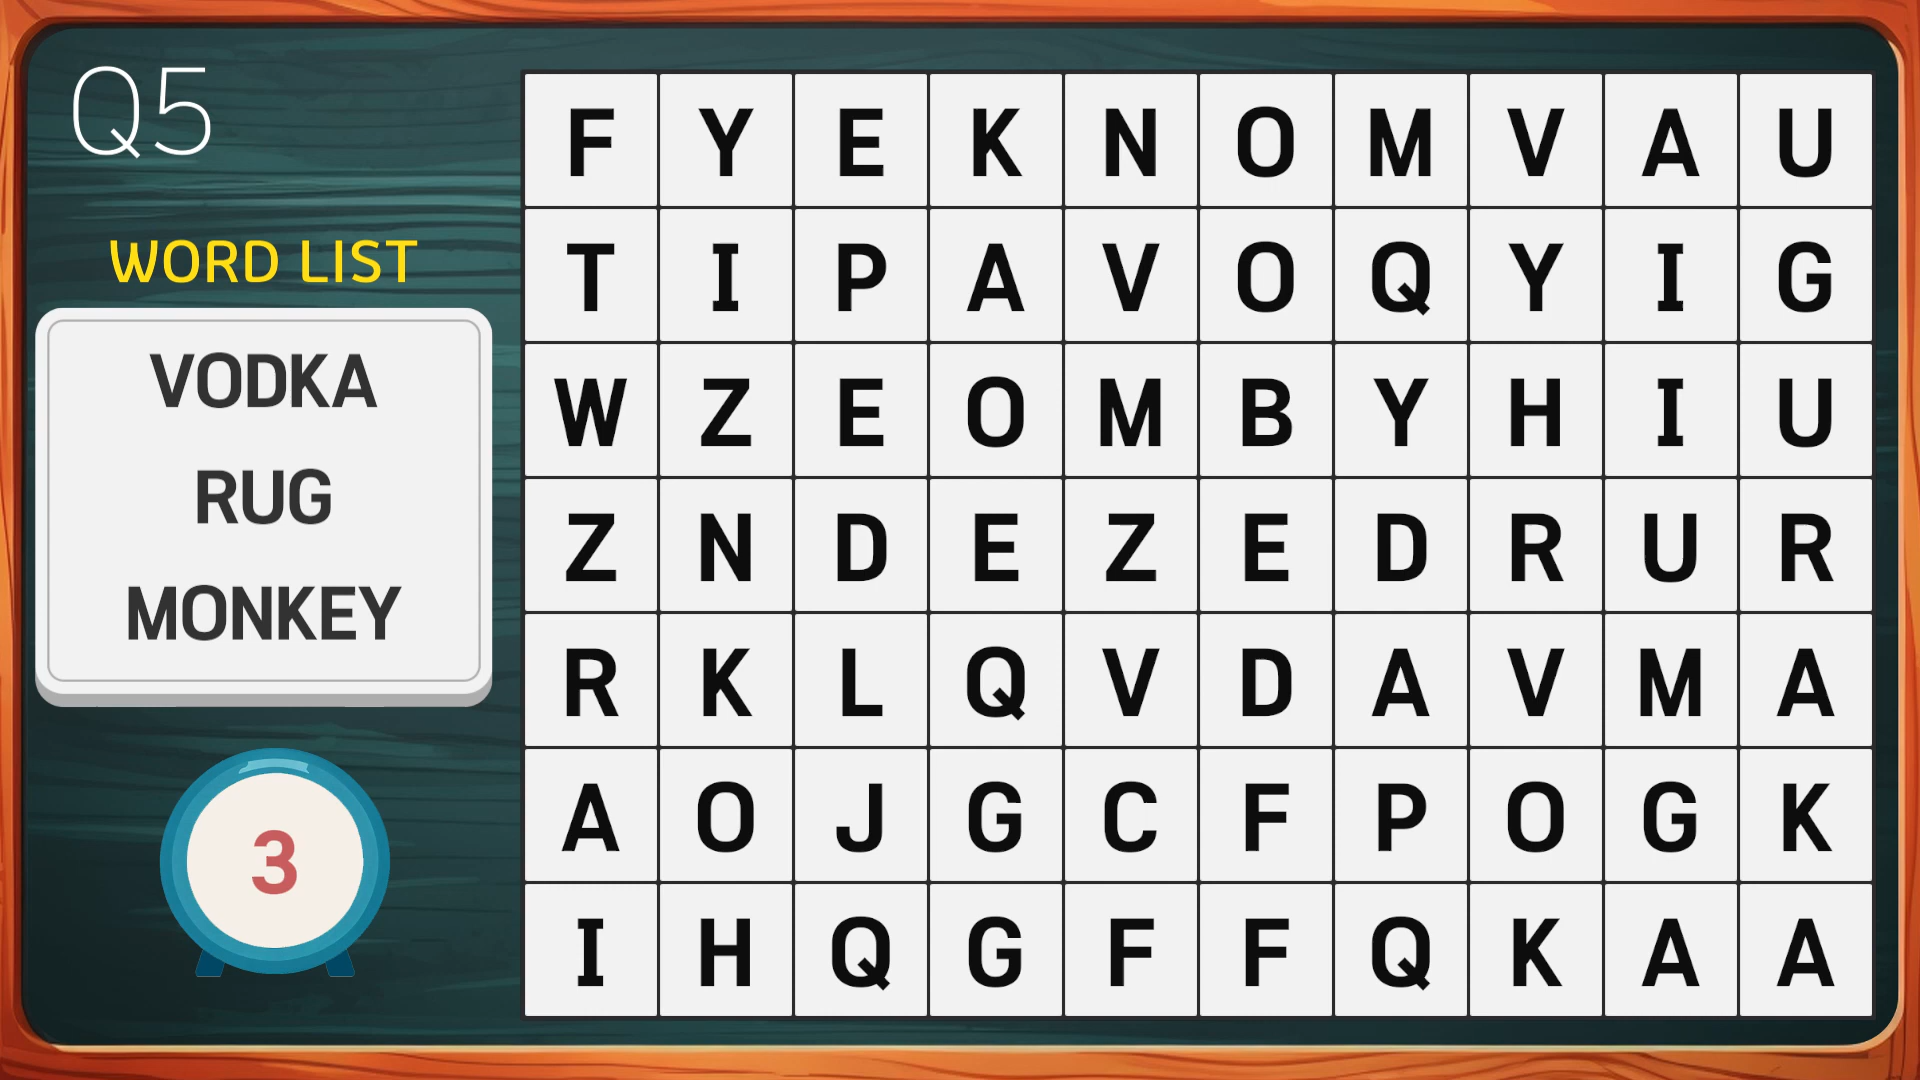 Q5
WORD LIST
VODKA
RUG
MONKEY
3
F Y E K N O M V A U
T I P A V O Q Y I G
W Z E O M B Y H I U
Z N D E Z E D R U R
R K L Q V D A V M A
A O J G C F P O G K
I H Q G F F Q K A A